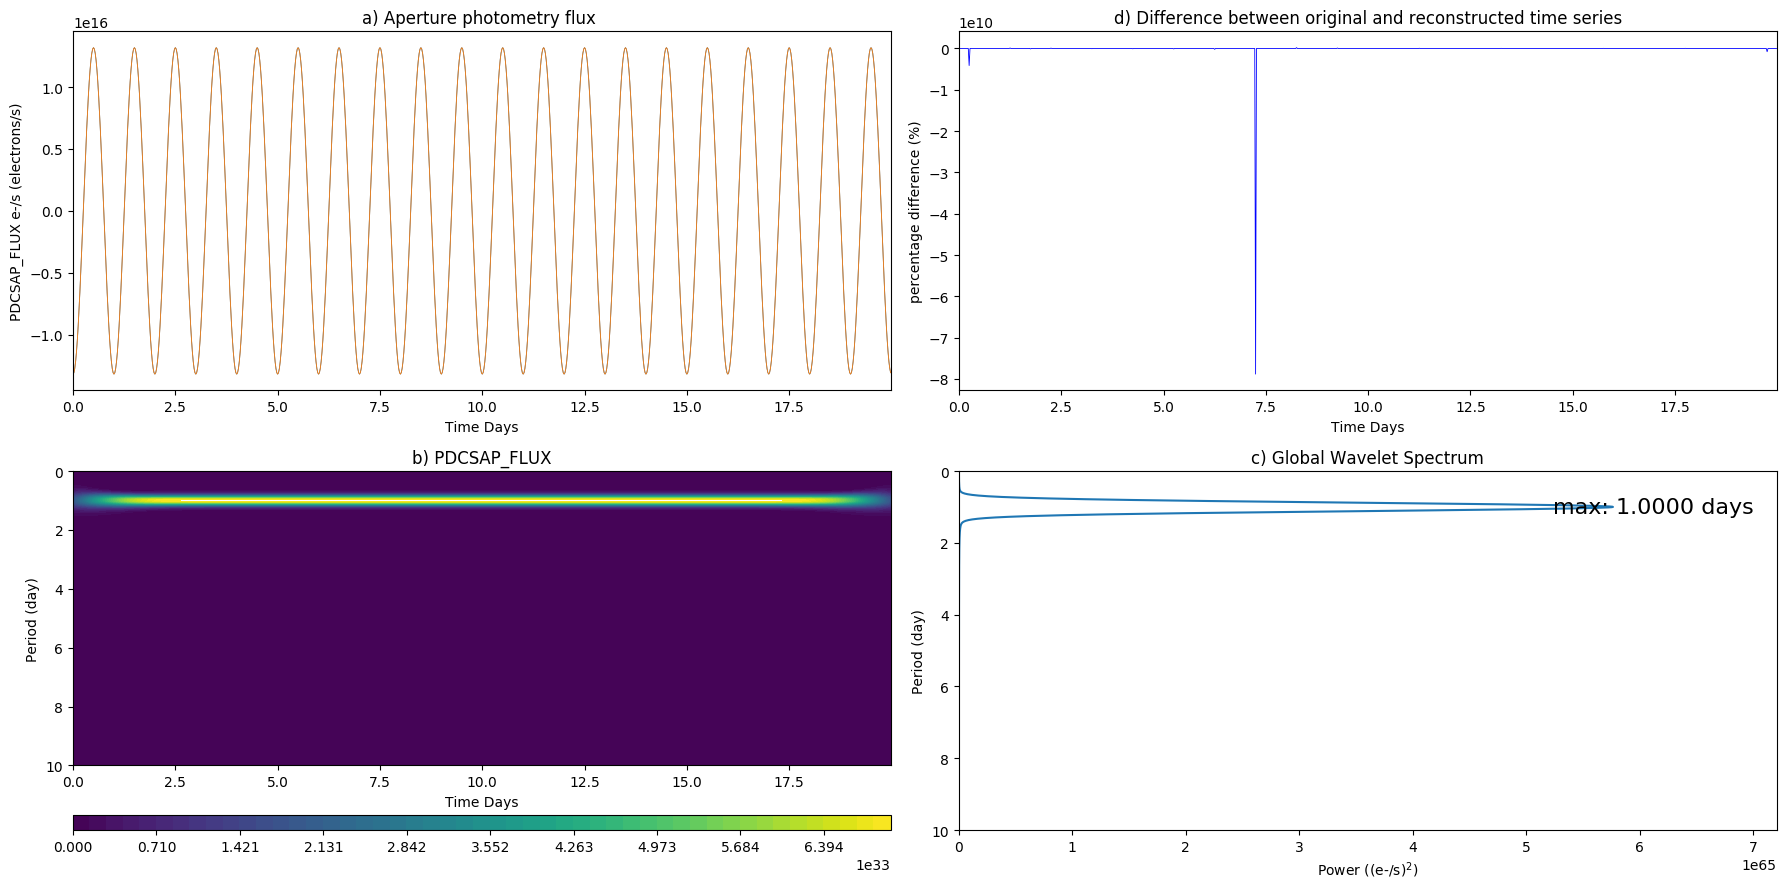 a) Aperture photometry flux
1e16
PDCSAP_FLUX e-/s (electrons/s)
1.0
0.5
0.0
−0.5
−1.0
0.0 2.5 5.0 7.5 10.0 12.5 15.0 17.5
Time Days
d) Difference between original and reconstructed time series
1e10
percentage difference (%)
0
−1
−2
−3
−4
−5
−6
−7
−8
0.0 2.5 5.0 7.5 10.0 12.5 15.0 17.5
Time Days
b) PDCSAP_FLUX
Period (day)
0
2
4
6
8
10
0.0 2.5 5.0 7.5 10.0 12.5 15.0 17.5
Time Days
0.000 0.710 1.421 2.131 2.842 3.552 4.263 4.973 5.684 6.394
1e33
c) Global Wavelet Spectrum
max: 1.0000 days
Period (day)
0
2
4
6
8
10
0 1 2 3 4 5 6 7
1e65
Power ((e-/s)²)